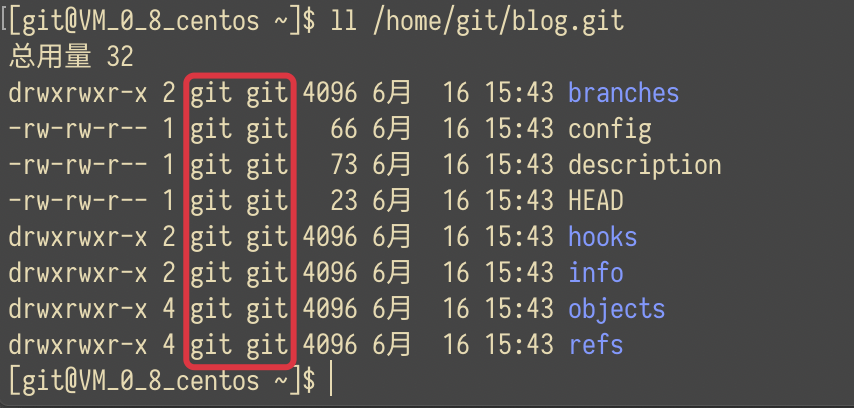 [git@VM_0_8_centos ~]$ ll /home/git/blog.git
总用量 32
drwxrwxr-x 2 git git 4096 6月  16 15:43 branches
-rw-rw-r-- 1 git git   66 6月  16 15:43 config
-rw-rw-r-- 1 git git   73 6月  16 15:43 description
-rw-rw-r-- 1 git git   23 6月  16 15:43 HEAD
drwxrwxr-x 2 git git 4096 6月  16 15:43 hooks
drwxrwxr-x 2 git git 4096 6月  16 15:43 info
drwxrwxr-x 4 git git 4096 6月  16 15:43 objects
drwxrwxr-x 4 git git 4096 6月  16 15:43 refs
[git@VM_0_8_centos ~]$